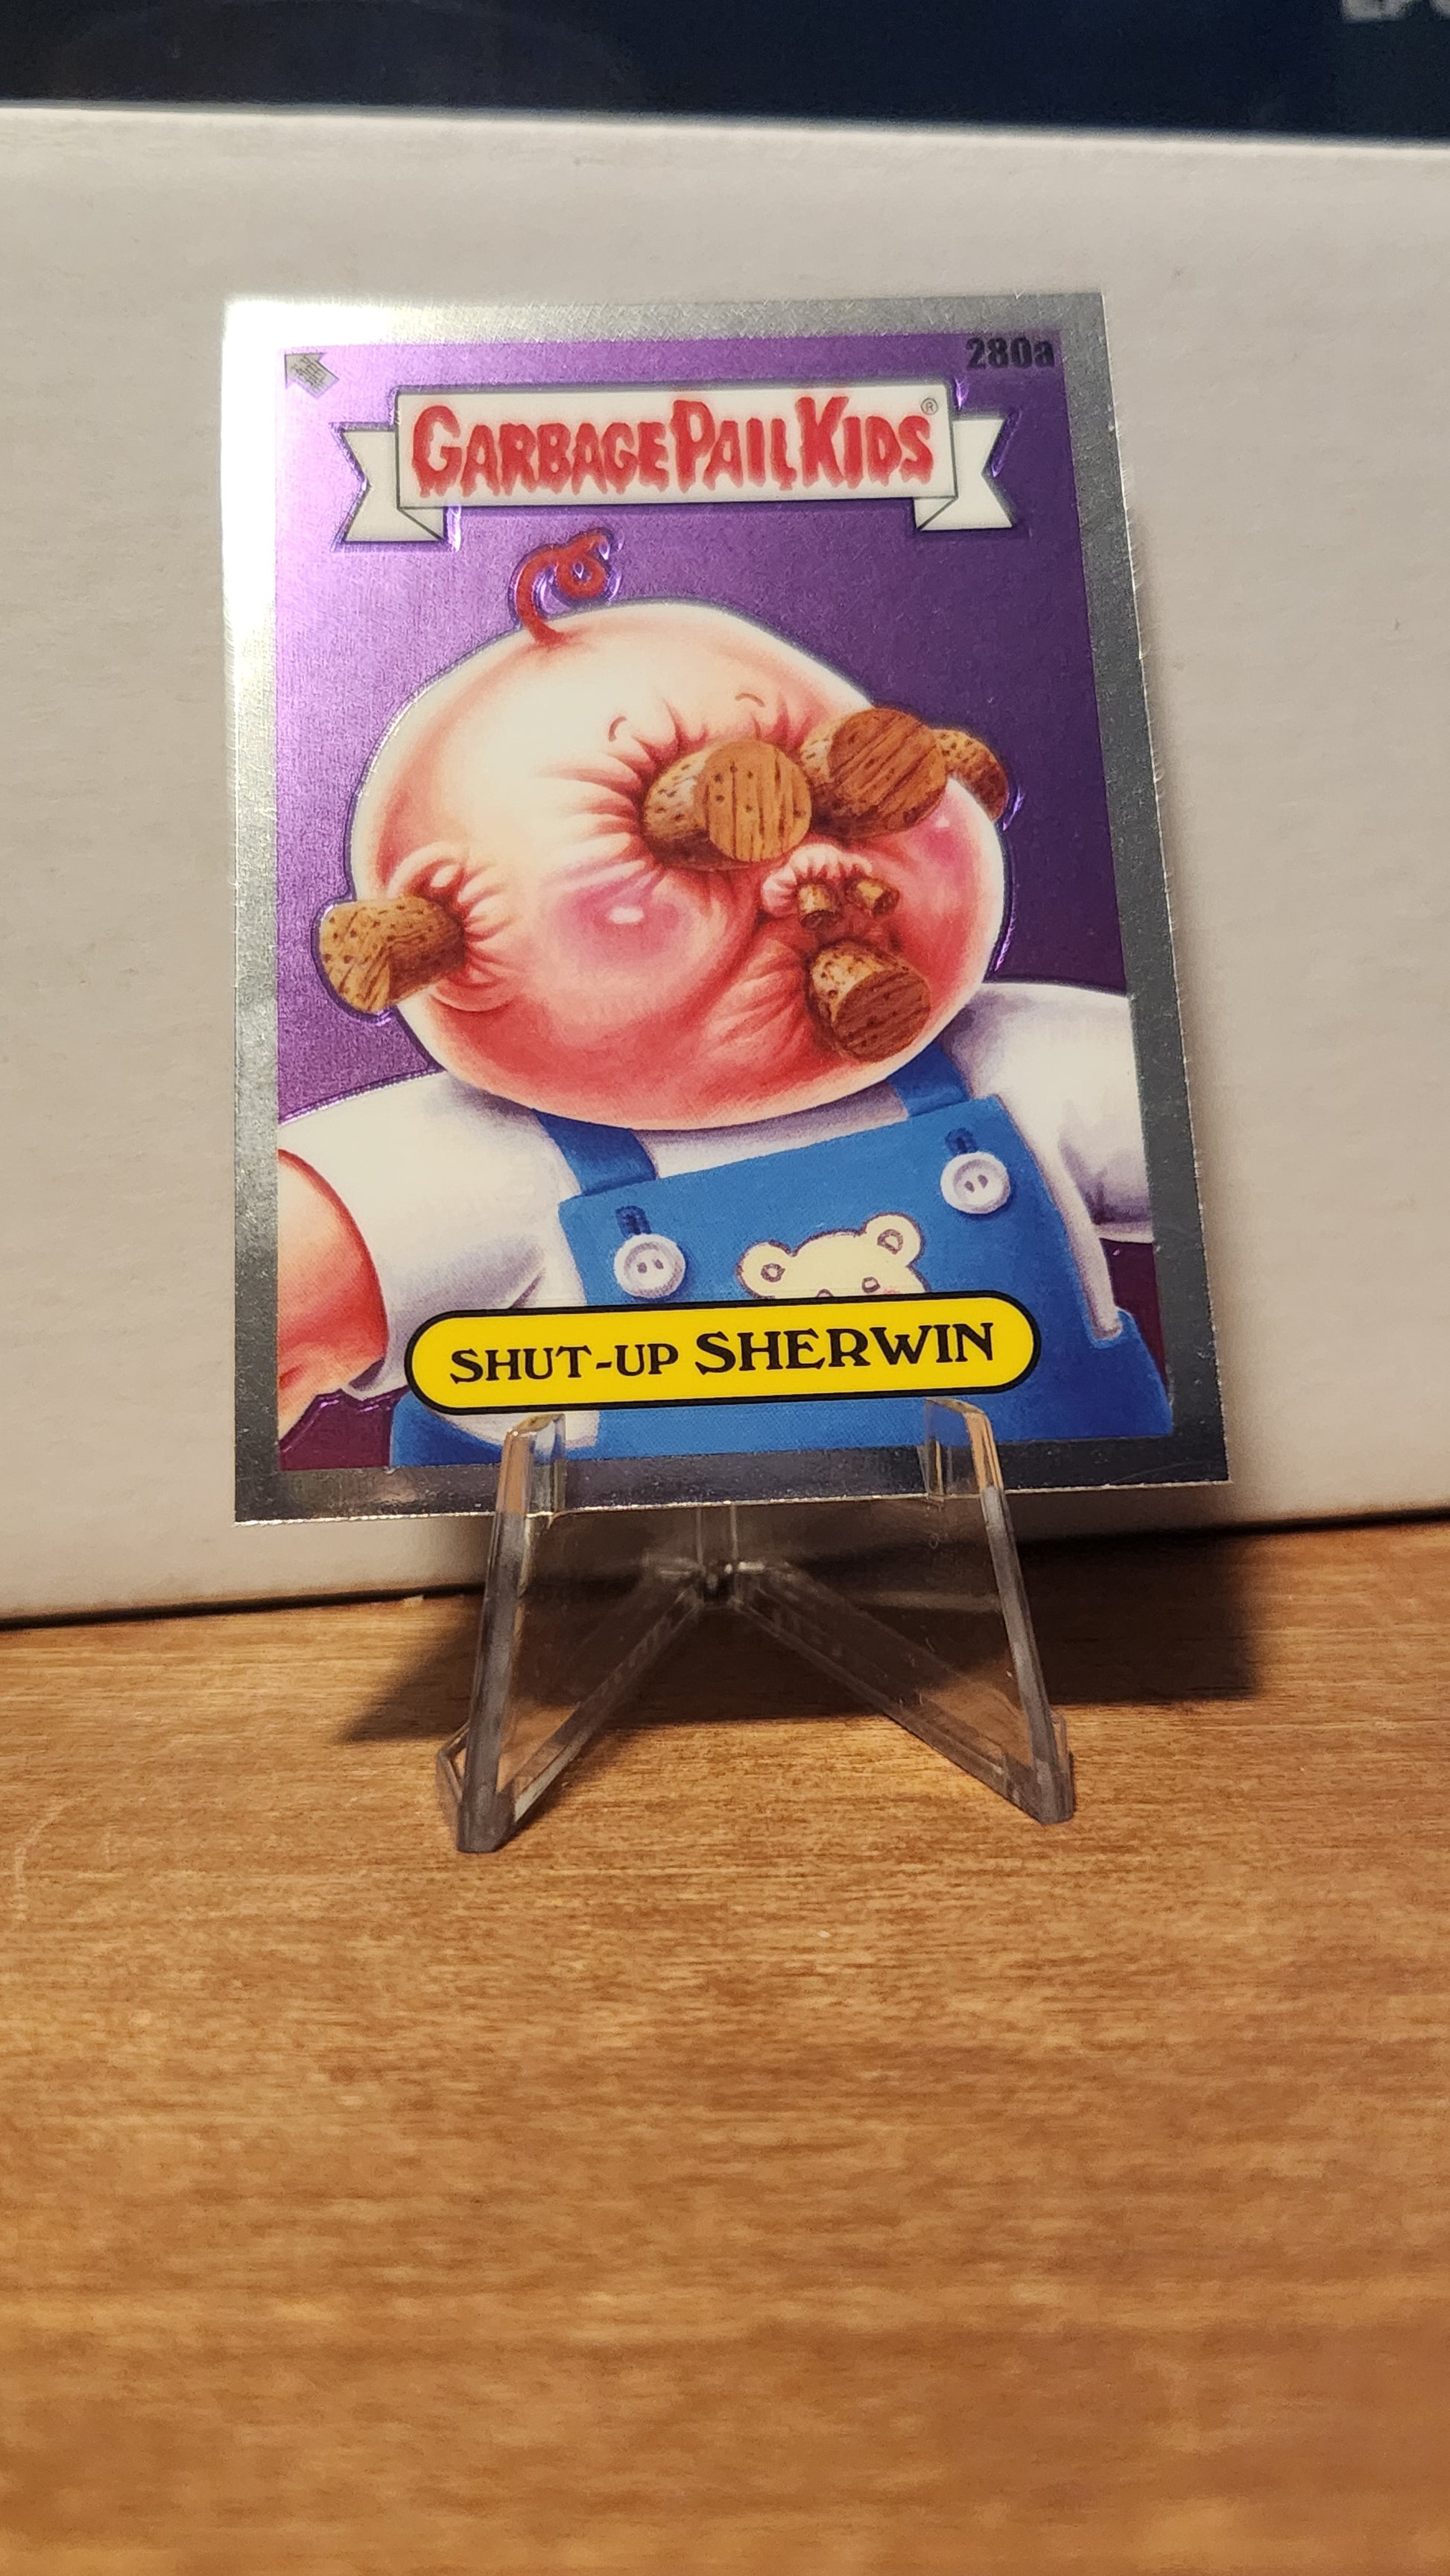 280a
GARBAGE PAIL KIDS®
SHUT-UP SHERWIN